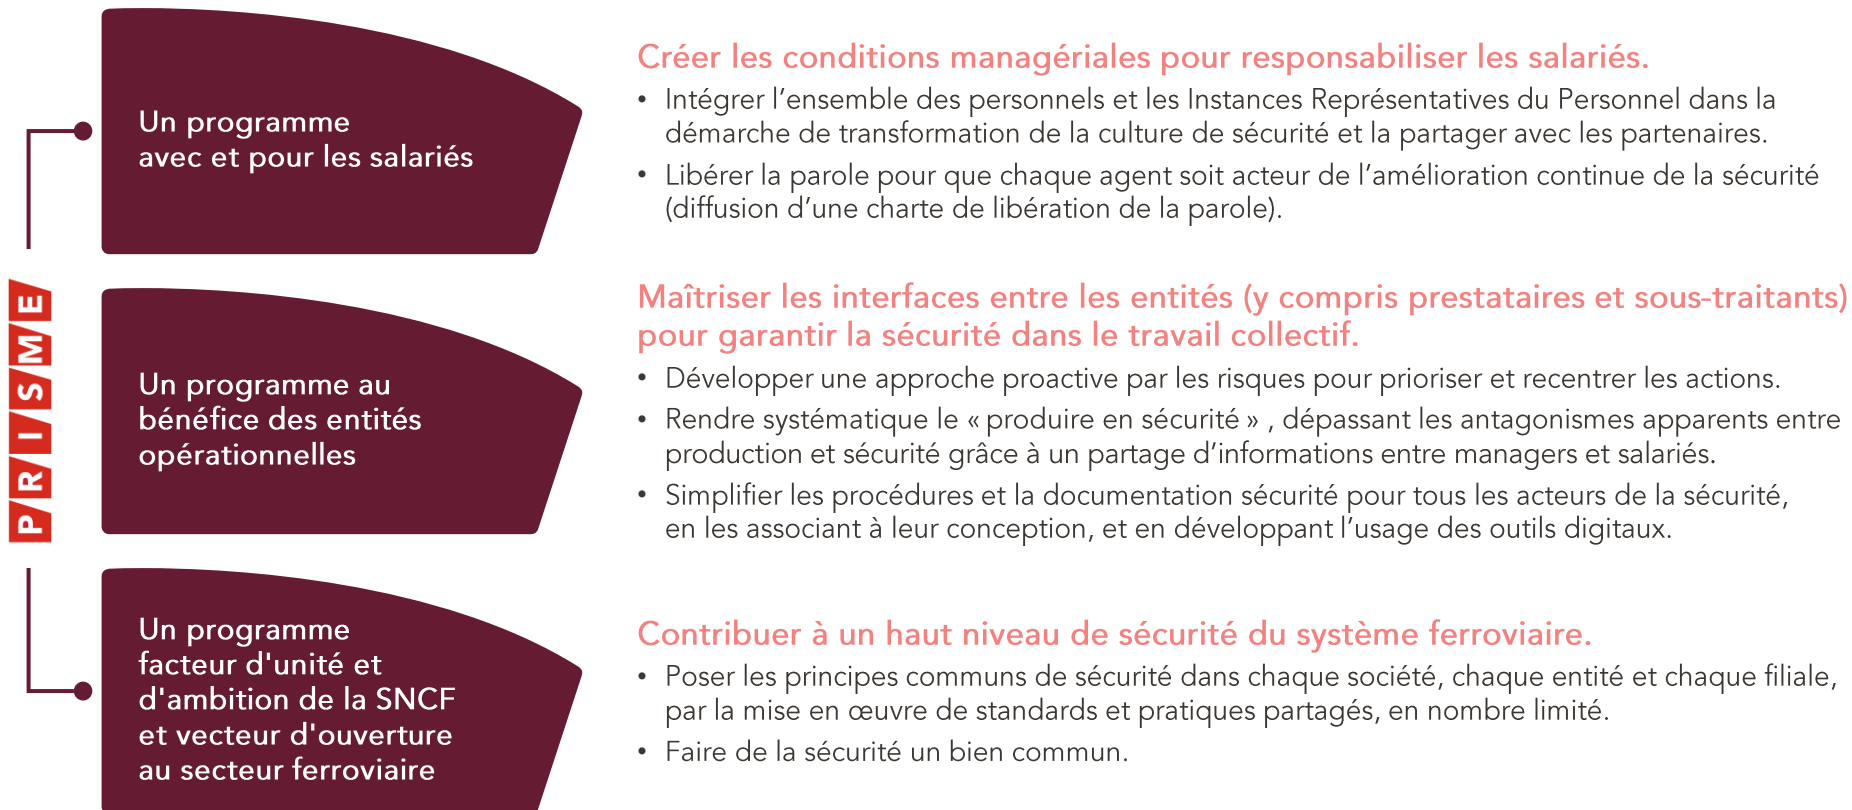 PRISME
Un programme
avec et pour les salariés
Créer les conditions managériales pour responsabiliser les salariés.
• Intégrer l’ensemble des personnels et les Instances Représentatives du Personnel dans la
démarche de transformation de la culture de sécurité et la partager avec les partenaires.
• Libérer la parole pour que chaque agent soit acteur de l’amélioration continue de la sécurité
(diffusion d’une charte de libération de la parole).
Un programme au
bénéfice des entités
opérationnelles
Maîtriser les interfaces entre les entités (y compris prestataires et sous-traitants)
pour garantir la sécurité dans le travail collectif.
• Développer une approche proactive par les risques pour prioriser et recentrer les actions.
• Rendre systématique le « produire en sécurité » , dépassant les antagonismes apparents entre
production et sécurité grâce à un partage d’informations entre managers et salariés.
• Simplifier les procédures et la documentation sécurité pour tous les acteurs de la sécurité,
en les associant à leur conception, et en développant l’usage des outils digitaux.
Un programme
facteur d'unité et
d'ambition de la SNCF
et vecteur d'ouverture
au secteur ferroviaire
Contribuer à un haut niveau de sécurité du système ferroviaire.
• Poser les principes communs de sécurité dans chaque société, chaque entité et chaque filiale,
par la mise en œuvre de standards et pratiques partagés, en nombre limité.
• Faire de la sécurité un bien commun.